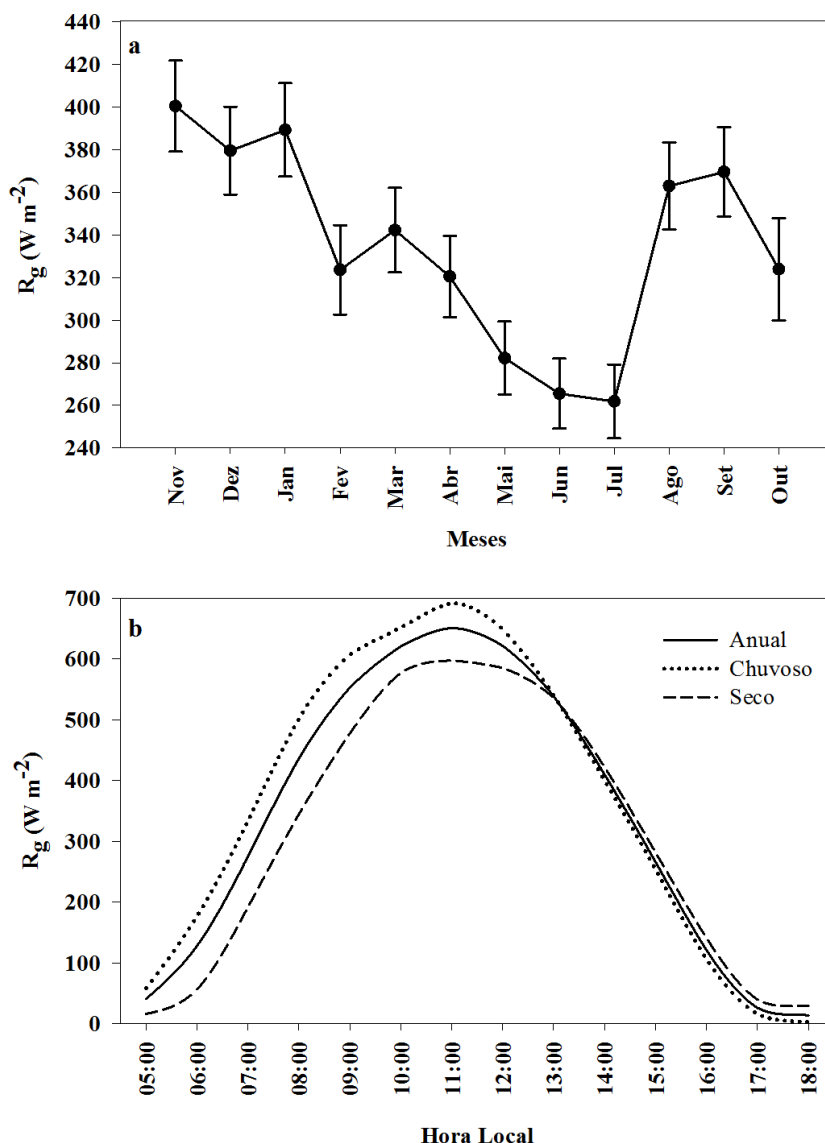 a
440
420
400
380
360
340
320
300
280
260
240
Rg (W m-2)
Nov
Dez
Jan
Fev
Mar
Abr
Mai
Jun
Jul
Ago
Set
Out
Meses
b
700
600
500
400
300
200
100
0
Rg (W m-2)
Anual
Chuvoso
Seco
05:00
06:00
07:00
08:00
09:00
10:00
11:00
12:00
13:00
14:00
15:00
16:00
17:00
18:00
Hora Local